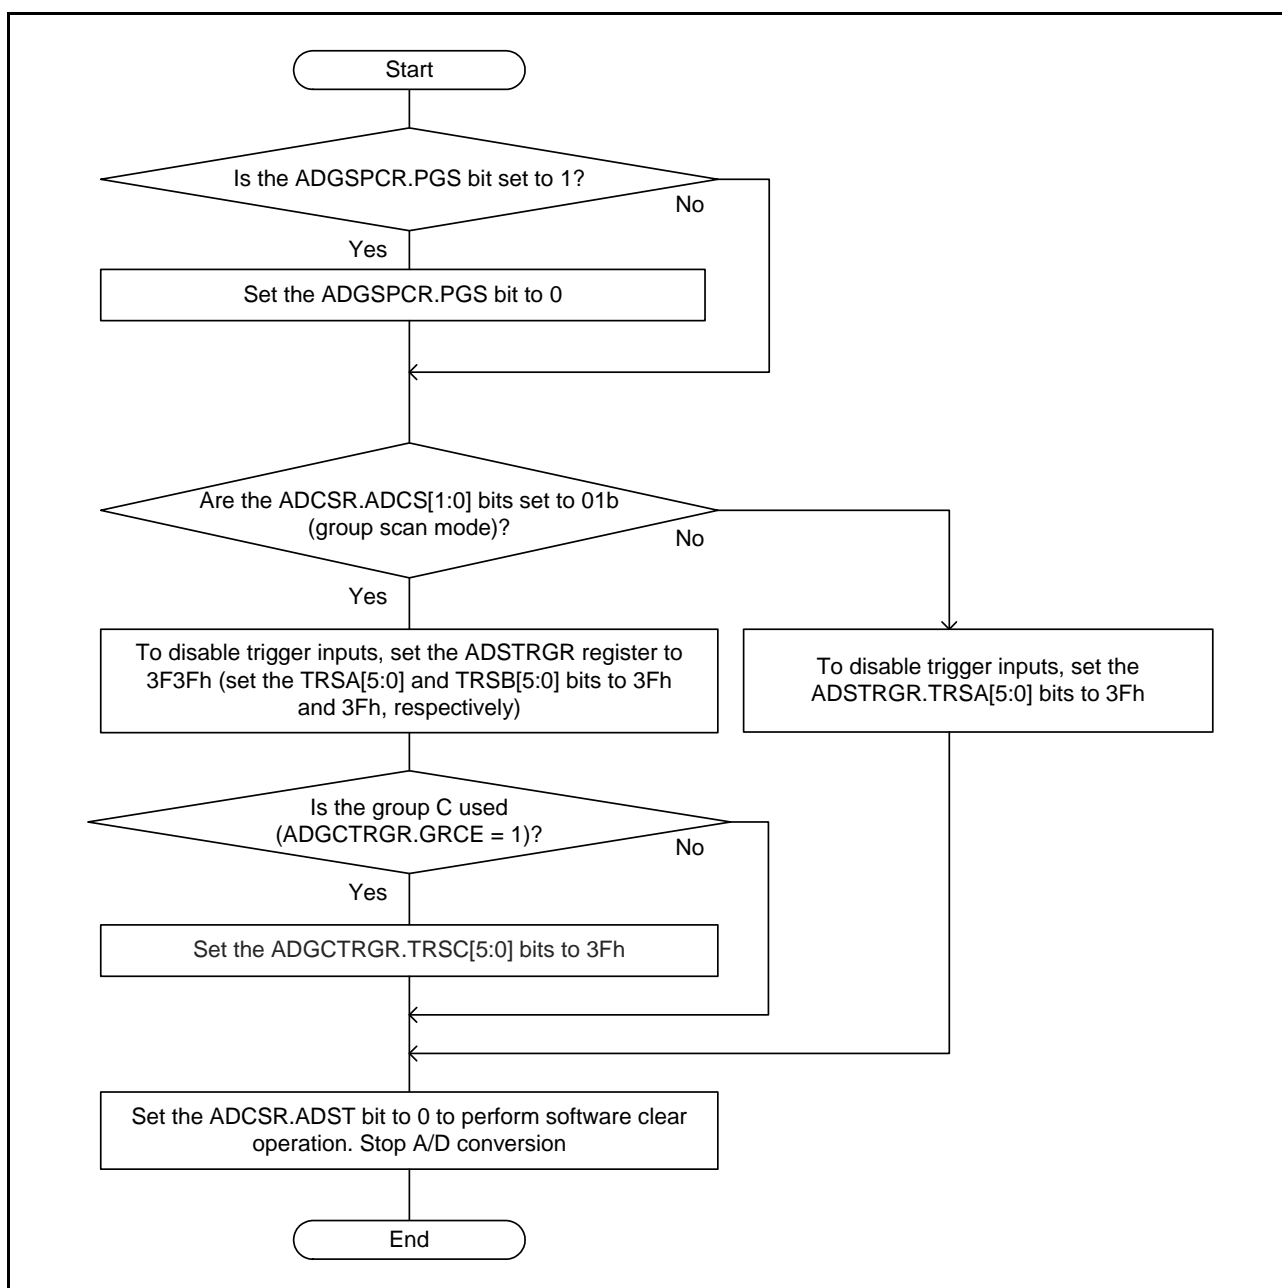 Start
Is the ADGSPCR.PGS bit set to 1?
No
Yes
Set the ADGSPCR.PGS bit to 0
Are the ADCSR.ADCS[1:0] bits set to 01b
(group scan mode)?
No
Yes
To disable trigger inputs, set the ADSTRGR register to
3F3Fh (set the TRSA[5:0] and TRSB[5:0] bits to 3Fh
and 3Fh, respectively)
To disable trigger inputs, set the
ADSTRGR.TRSA[5:0] bits to 3Fh
Is the group C used
(ADGCTRGR.GRCE = 1)?
No
Yes
Set the ADGCTRGR.TRSC[5:0] bits to 3Fh
Set the ADCSR.ADST bit to 0 to perform software clear
operation. Stop A/D conversion
End